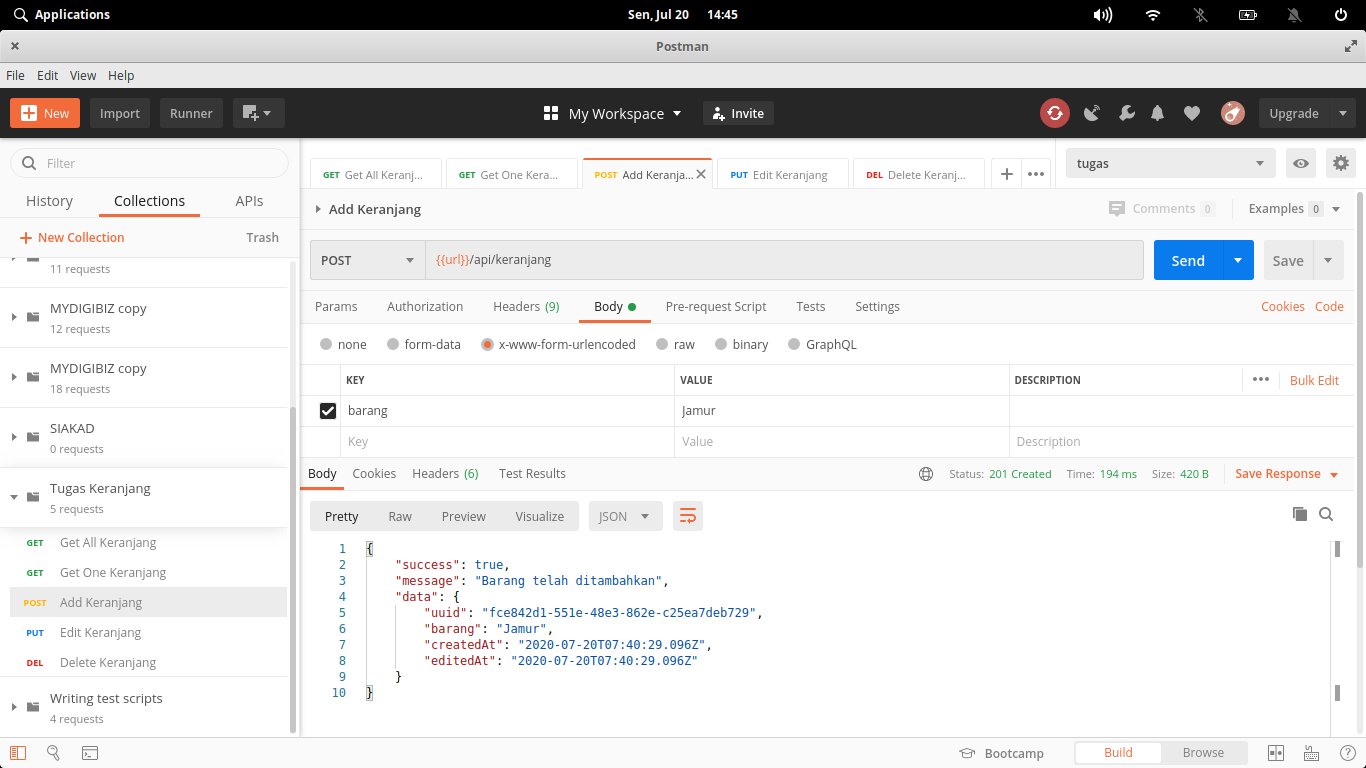 Applications
Sen, Jul 20 14:45
Postman
File Edit View Help
New Import Runner
My Workspace
Invite
Upgrade
Filter
History Collections APIs
New Collection Trash
11 requests
MYDIGIBIZ copy
12 requests
MYDIGIBIZ copy
18 requests
SIAKAD
0 requests
Tugas Keranjang
5 requests
GET Get All Keranjang
GET Get One Keranjang
POST Add Keranjang
PUT Edit Keranjang
DEL Delete Keranjang
Writing test scripts
4 requests
GET Get All Keranj... GET Get One Kera... POST Add Keranja... PUT Edit Keranjang DEL Delete Keranj...
tugas
Add Keranjang
Comments 0 Examples 0
POST {{url}}/api/keranjang Send Save
Params Authorization Headers (9) Body Pre-request Script Tests Settings Cookies Code
none form-data x-www-form-urlencoded raw binary GraphQL
KEY VALUE DESCRIPTION Bulk Edit
barang Jamur
Key Value Description
Body Cookies Headers (6) Test Results Status: 201 Created Time: 194 ms Size: 420 B Save Response
Pretty Raw Preview Visualize JSON
1 {
2 "success": true,
3 "message": "Barang telah ditambahkan",
4 "data": {
5 "uuid": "fce842d1-551e-48e3-862e-c25ea7deb729",
6 "barang": "Jamur",
7 "createdAt": "2020-07-20T07:40:29.096Z",
8 "editedAt": "2020-07-20T07:40:29.096Z"
9 }
10 }
Bootcamp Build Browse